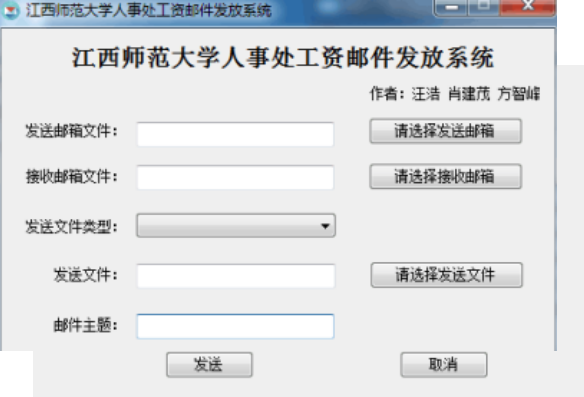 江西师范大学人事处工资邮件发放系统
江西师范大学人事处工资邮件发放系统
作者：汪浩 肖建茂 方智峰
发送邮箱文件： 请选择发送邮箱
接收邮箱文件： 请选择接收邮箱
发送文件类型：
发送文件： 请选择发送文件
邮件主题：
发送 取消